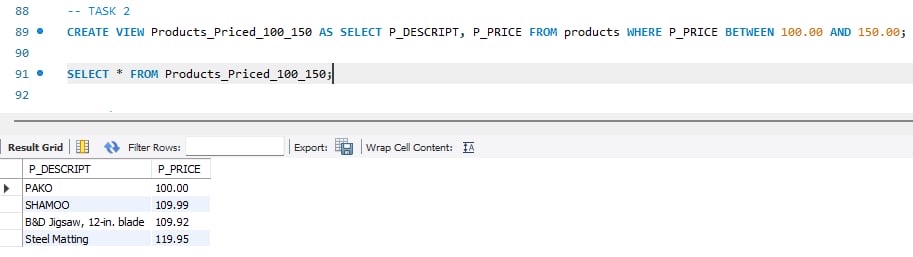 88 -- TASK 2
89 CREATE VIEW Products_Priced_100_150 AS SELECT P_DESCRIPT, P_PRICE FROM products WHERE P_PRICE BETWEEN 100.00 AND 150.00;
90
91 SELECT * FROM Products_Priced_100_150;
92
Result Grid Filter Rows: Export: Wrap Cell Content: IA
P_DESCRIPT P_PRICE
PAKO 100.00
SHAMOO 109.99
B&D Jigsaw, 12-in. blade 109.92
Steel Matting 119.95